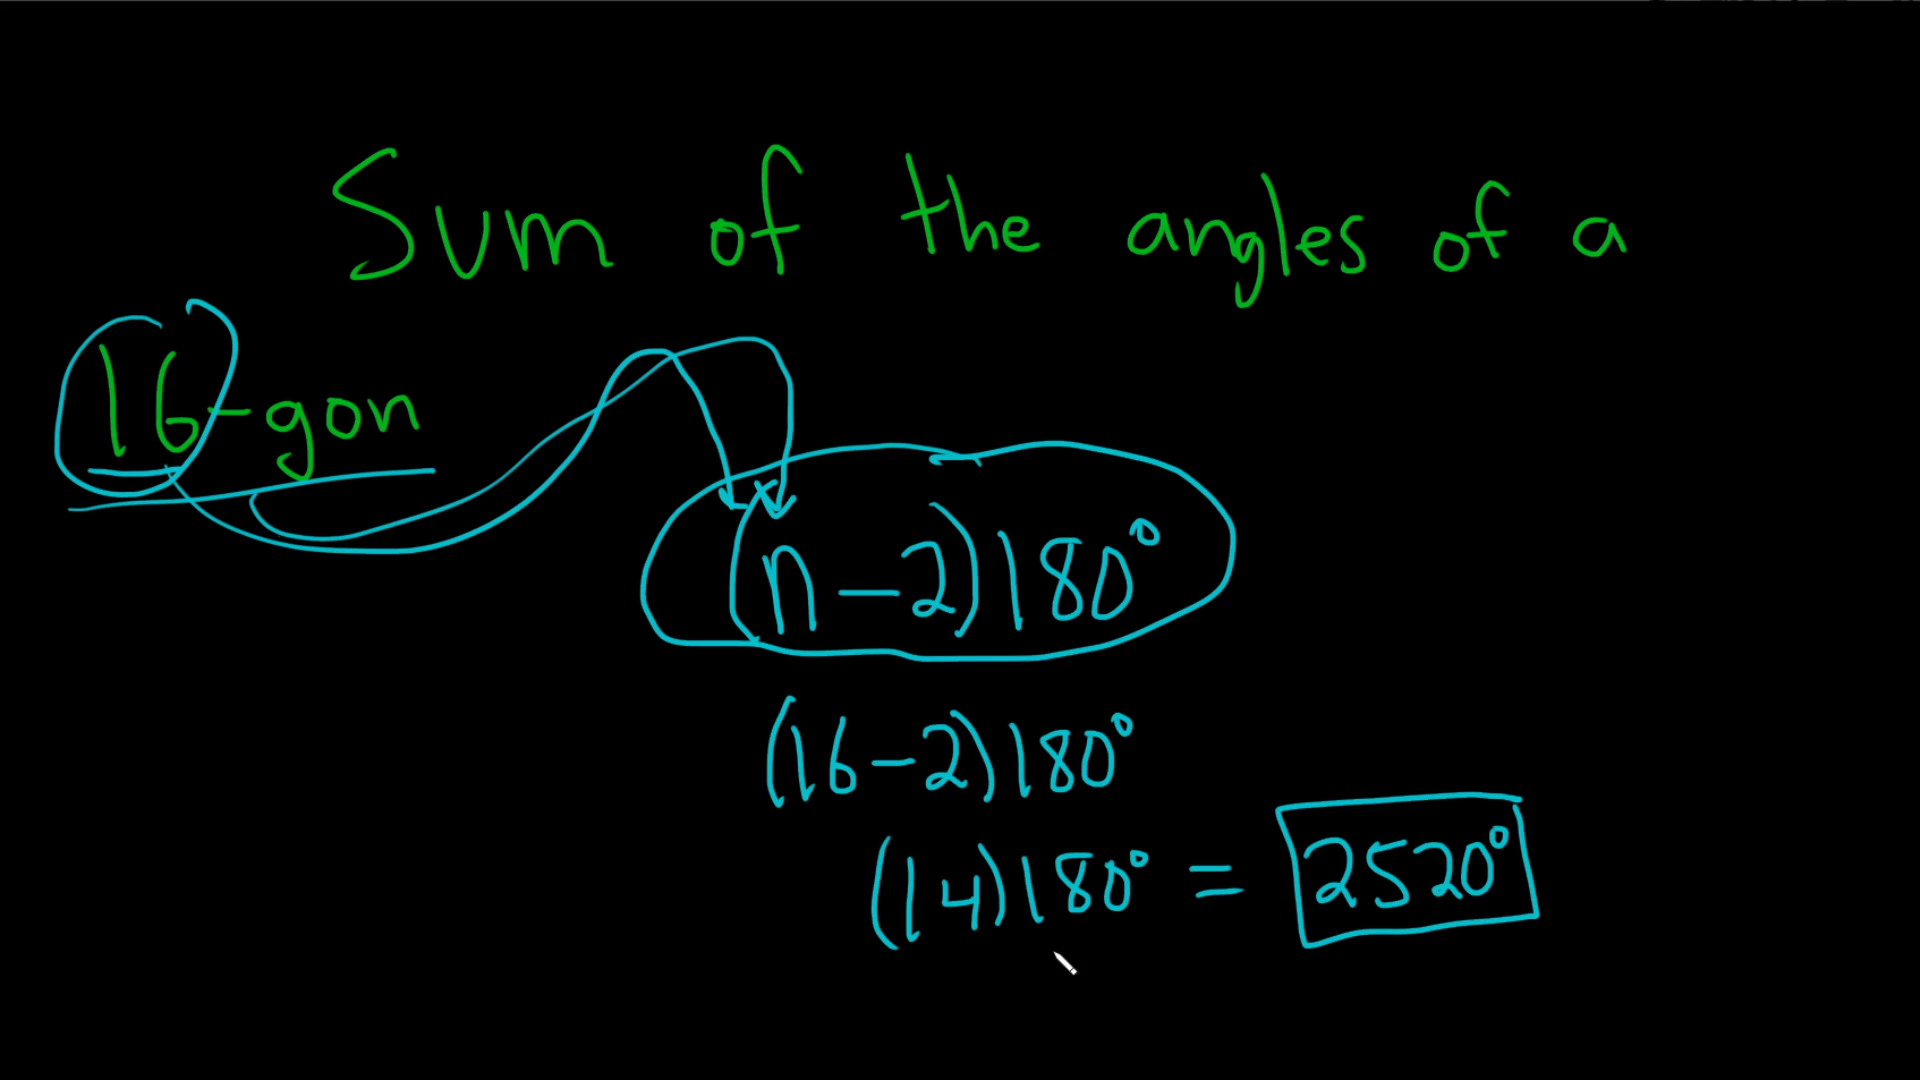 Sum of the angles of a
16-gon
(n-2)180°
(16-2)180°
(14)180° = 2520°